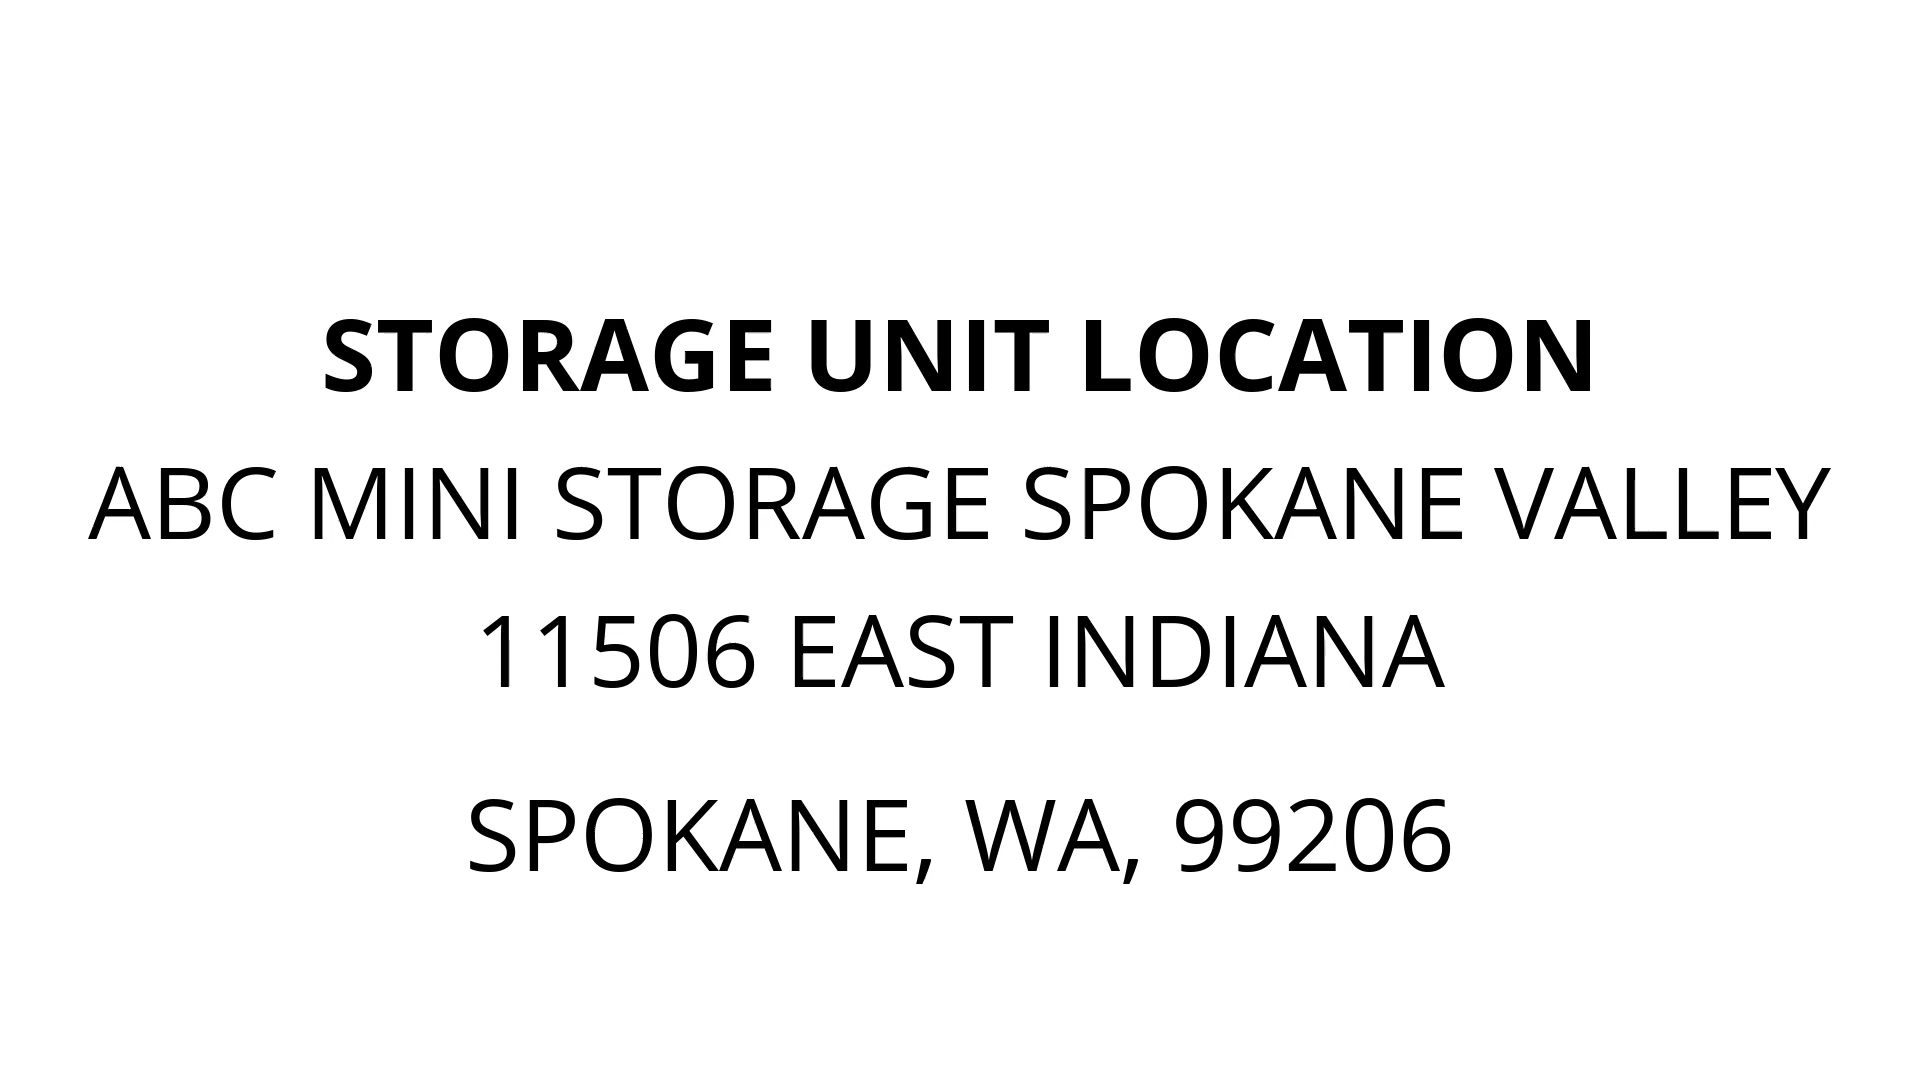 STORAGE UNIT LOCATION
ABC MINI STORAGE SPOKANE VALLEY
11506 EAST INDIANA
SPOKANE, WA, 99206